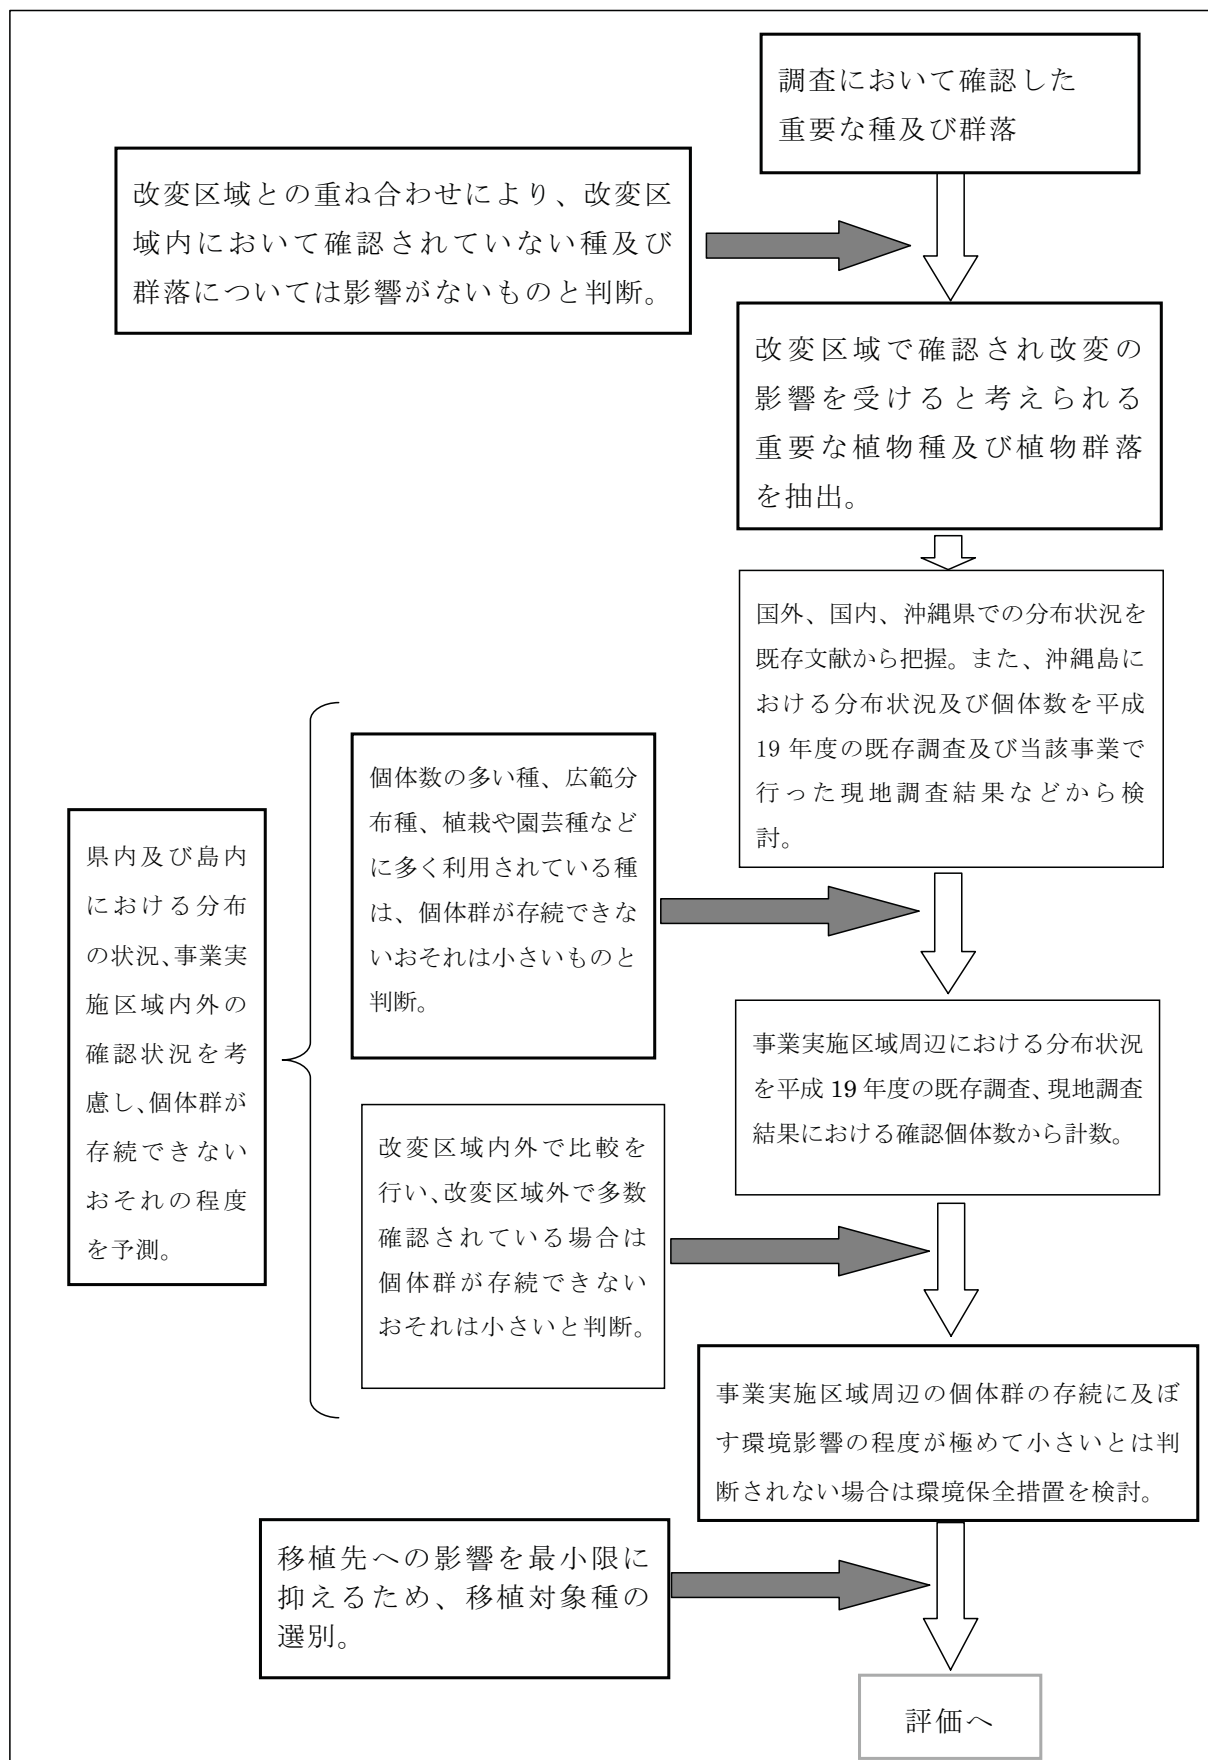 調査において確認した
重要な種及び群落
改変区域との重ね合わせにより、改変区
域内において確認されていない種及び
群落については影響がないものと判断。
改変区域で確認され改変の
影響を受けると考えられる
重要な植物種及び植物群落
を抽出。
国外、国内、沖縄県での分布状況を
既存文献から把握。また、沖縄島に
おける分布状況及び個体数を平成
19 年度の既存調査及び当該事業で
行った現地調査結果などから検
討。
個体数の多い種、広範分
布種、植栽や園芸種など
に多く利用されている種
は、個体群が存続できな
いおそれは小さいものと
判断。
県内及び島内
における分布
の状況、事業実
施区域内外の
確認状況を考
慮し、個体群が
存続できない
おそれの程度
を予測。
事業実施区域周辺における分布状況
を平成 19 年度の既存調査、現地調査
結果における確認個体数から計数。
改変区域内外で比較を
行い、改変区域外で多数
確認されている場合は
個体群が存続できない
おそれは小さいと判断。
事業実施区域周辺の個体群の存続に及ぼ
す環境影響の程度が極めて小さいとは判
断されない場合は環境保全措置を検討。
移植先への影響を最小限に
抑えるため、移植対象種の
選別。
評価へ